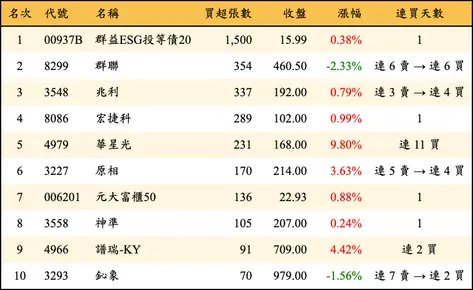 名次 代號 名稱 買超張數 收盤 漲幅 連買天數
1 00937B 群益ESG投等債20 1,500 15.99 0.38% 1
2 8299 群聯 354 460.50 -2.33% 連 6 賣 → 連 6 買
3 3548 兆利 337 192.00 0.79% 連 3 賣 → 連 4 買
4 8086 宏捷科 289 102.00 0.99% 1
5 4979 華星光 231 168.00 9.80% 連 11 買
6 3227 原相 170 214.00 3.63% 連 5 賣 → 連 4 買
7 006201 元大富櫃50 136 22.93 0.88% 1
8 3558 神準 105 207.00 0.24% 1
9 4966 譜瑞-KY 91 709.00 4.42% 連 2 買
10 3293 鈊象 70 979.00 -1.56% 連 7 賣 → 連 2 買